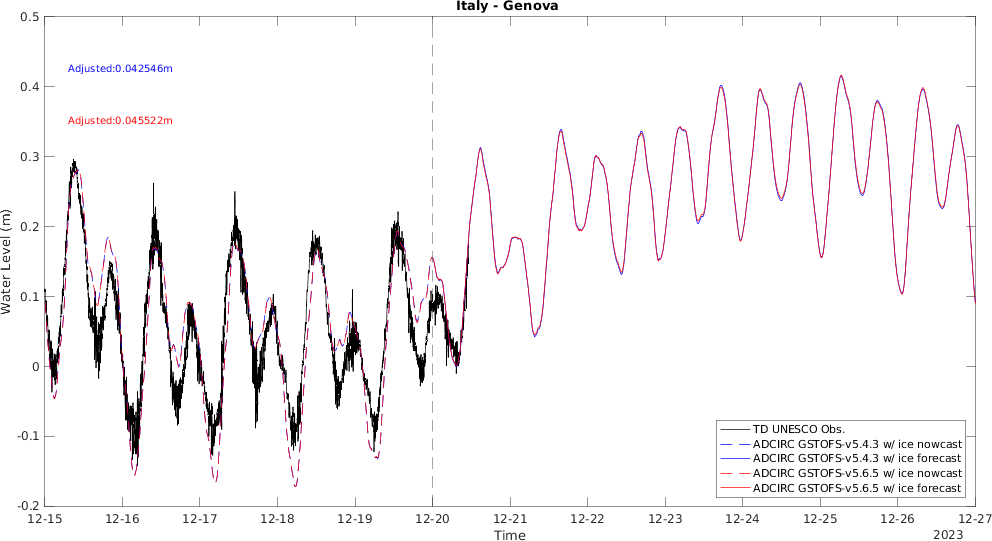 Italy - Genova
Adjusted:0.042546m
Adjusted:0.045522m
Water Level (m)
0.5
0.4
0.3
0.2
0.1
0
-0.1
-0.2
TD UNESCO Obs.
ADCIRC GSTOFS-v5.4.3 w/ ice nowcast
ADCIRC GSTOFS-v5.4.3 w/ ice forecast
ADCIRC GSTOFS-v5.6.5 w/ ice nowcast
ADCIRC GSTOFS-v5.6.5 w/ ice forecast
12-15 12-16 12-17 12-18 12-19 12-20 12-21 12-22 12-23 12-24 12-25 12-26 12-27
Time
2023